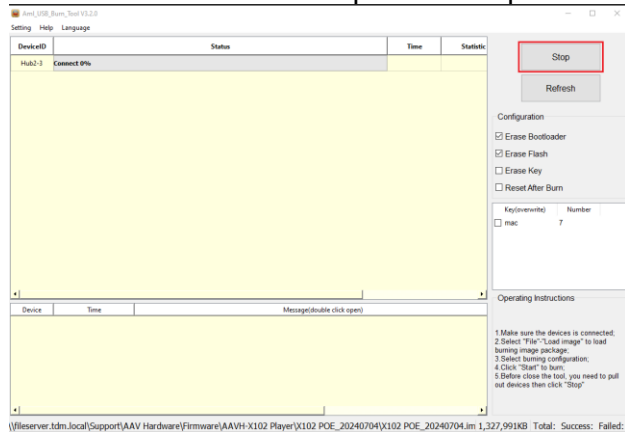 Aml_USB_Burn_Tool V3.2.0
Setting Help Language
DeviceID Status Time Statistic
Hub2-3 Connect 0%
Stop
Refresh
Configuration
Erase Bootloader
Erase Flash
Erase Key
Reset After Burn
Key(overwrite) Number
mac 7
Device Time Message(double click open)
Operating Instructions
1.Make sure the devices is connected;
2.Select "File"-"Load image" to load
burning image package;
3.Select burning configuration;
4.Click "Start" to burn;
5.Before close the tool, you need to pull
out devices then click "Stop"
\\fileserver.tdm.local\Support\AAV Hardware\Firmware\AAVH-X102 Player\X102 POE_20240704\X102 POE_20240704.im 1,327,991KB Total: Success: Failed: